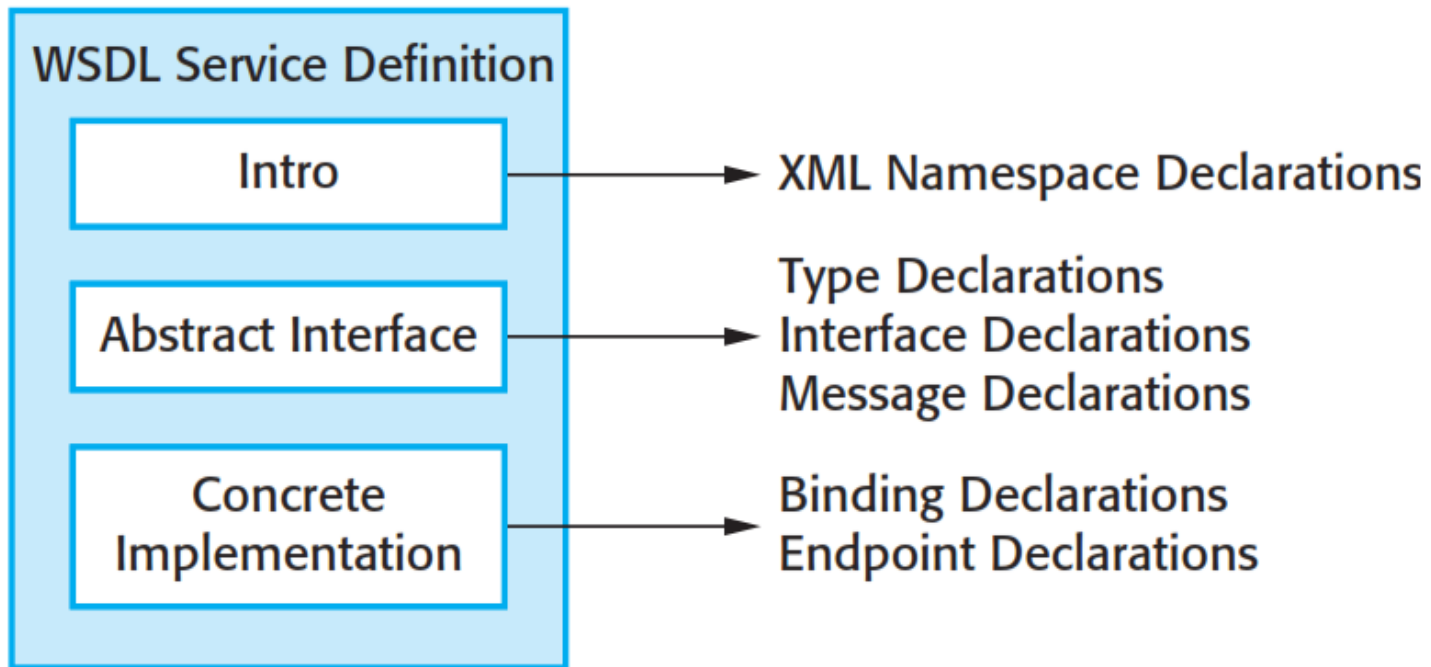 WSDL Service Definition
Intro
XML Namespace Declarations
Abstract Interface
Type Declarations
Interface Declarations
Message Declarations
Concrete
Implementation
Binding Declarations
Endpoint Declarations